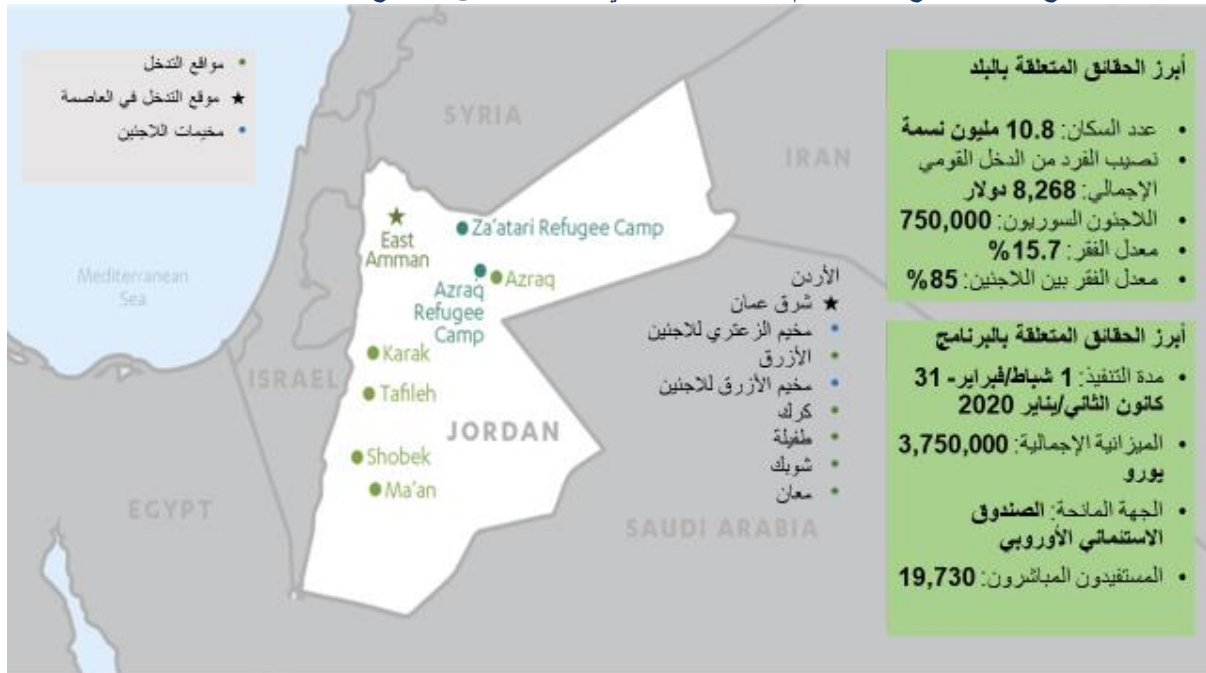 مواقع التدخل
موقع التدخل في العاصمة
مخيمات اللاجئين
أبرز الحقائق المتعلقة بالبلد
عدد السكان: 10.8 مليون نسمة
نصيب الفرد من الدخل القومي
الإجمالي: 8,268 دولار
اللاجئون السوريون: 750,000
معدل الفقر: 15.7%
معدل الفقر بين اللاجئين: 85%
أبرز الحقائق المتعلقة بالبرنامج
مدة التنفيذ: 1 شباط/فبراير- 31
كانون الثاني/يناير 2020
الميزانية الإجمالية: 3,750,000
يورو
الجهة المانحة: الصندوق
الاستئماني الأوروبي
المستفيدون المباشرون: 19,730
SYRIA
IRAN
Mediterranean
Sea
East
Amman
Za'atari Refugee Camp
Azraq
Azraq
Refugee
Camp
Karak
ISRAEL
Tafileh
JORDAN
Shobek
Ma'an
EGYPT
SAUDI ARABIA
الأردن
شرق عمان
مخيم الزعتري للاجئين
الأزرق
مخيم الأزرق للاجئين
كرك
طفيلة
شوبك
معان